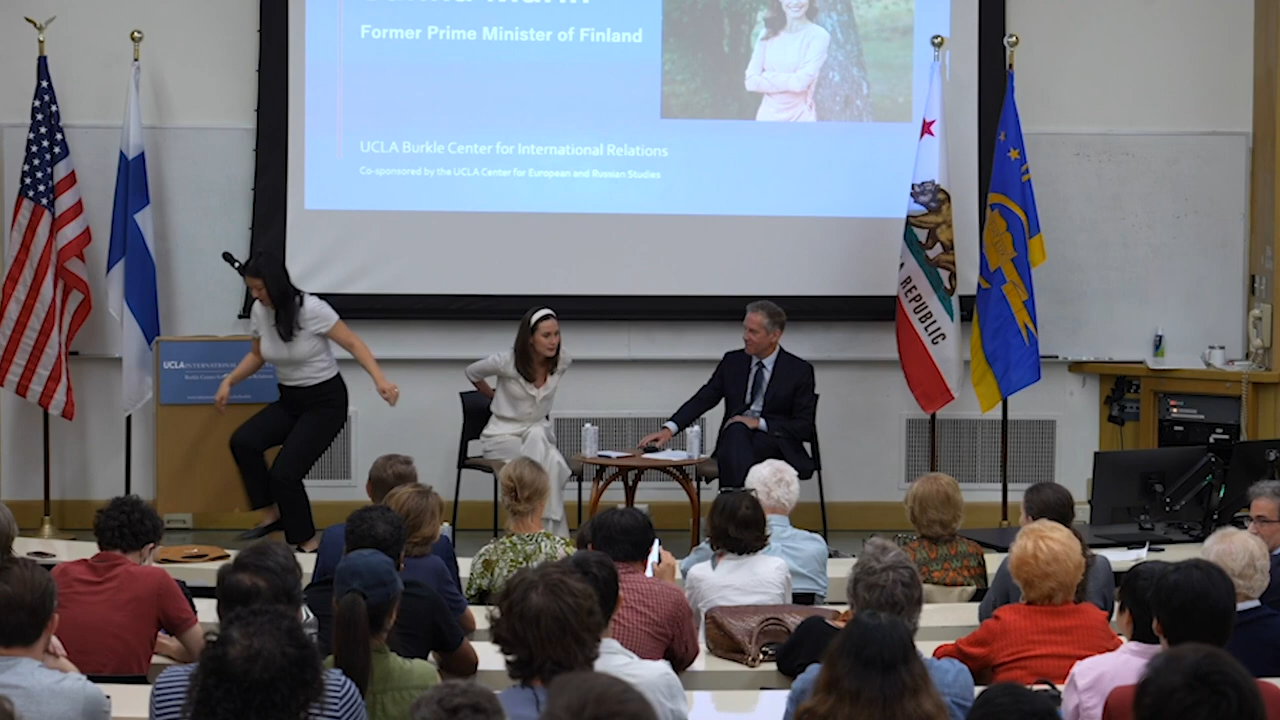 Former Prime Minister of Finland
UCLA Burkle Center for International Relations
Co-sponsored by the UCLA Center for European and Russian Studies
REPUBLIC
UCLA INTERNATIONAL